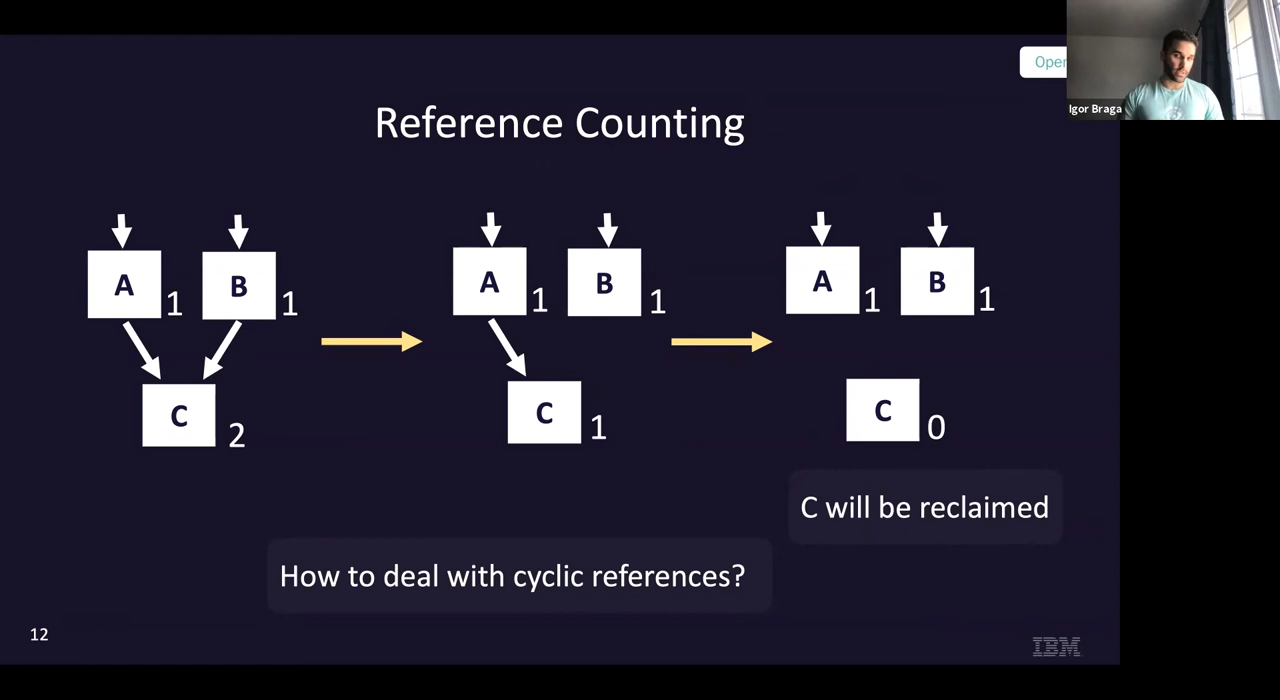 Oper
Igor Braga
Reference Counting
A 1 B 1
C 2
A 1 B 1
C 1
A 1 B 1
C 0
C will be reclaimed
How to deal with cyclic references?
12
IBM